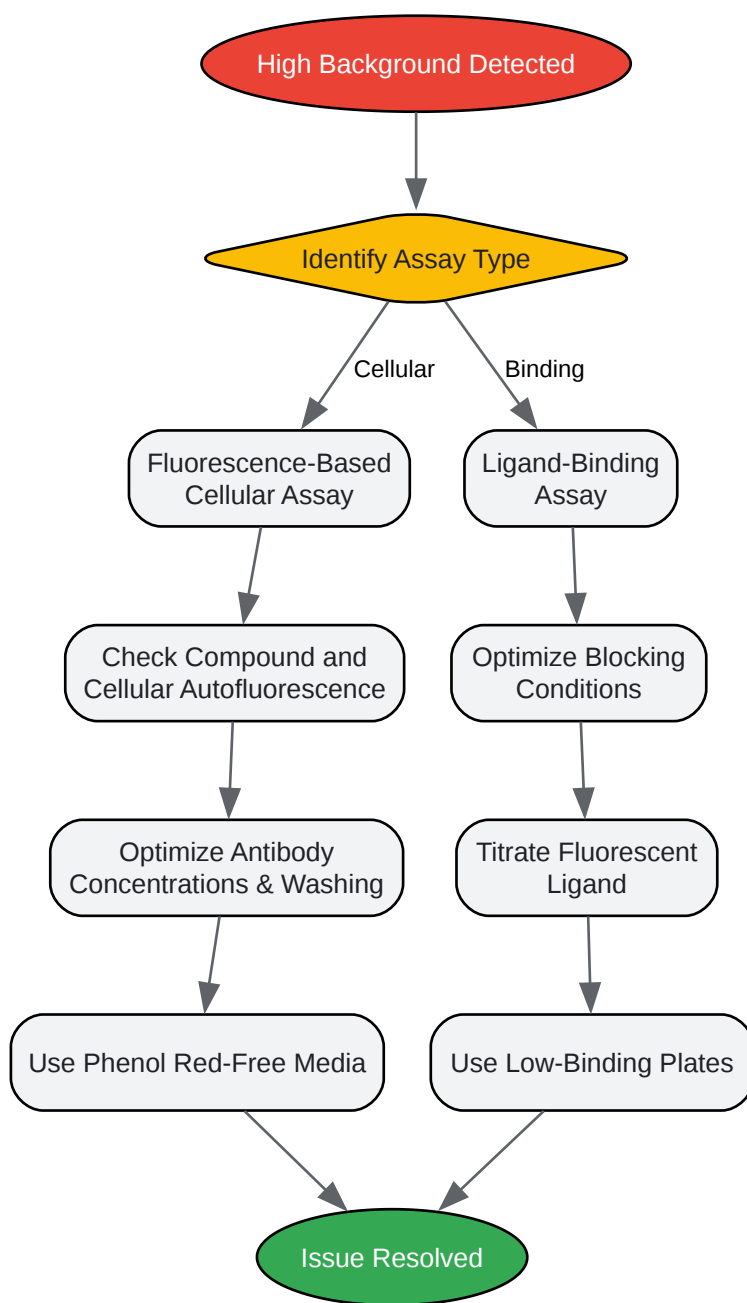 High Background Detected
Identify Assay Type
Cellular
Binding
Fluorescence-Based
Cellular Assay
Ligand-Binding
Assay
Check Compound and
Cellular Autofluorescence
Optimize Blocking
Conditions
Optimize Antibody
Concentrations & Washing
Titrate Fluorescent
Ligand
Use Phenol Red-Free Media
Use Low-Binding Plates
Issue Resolved